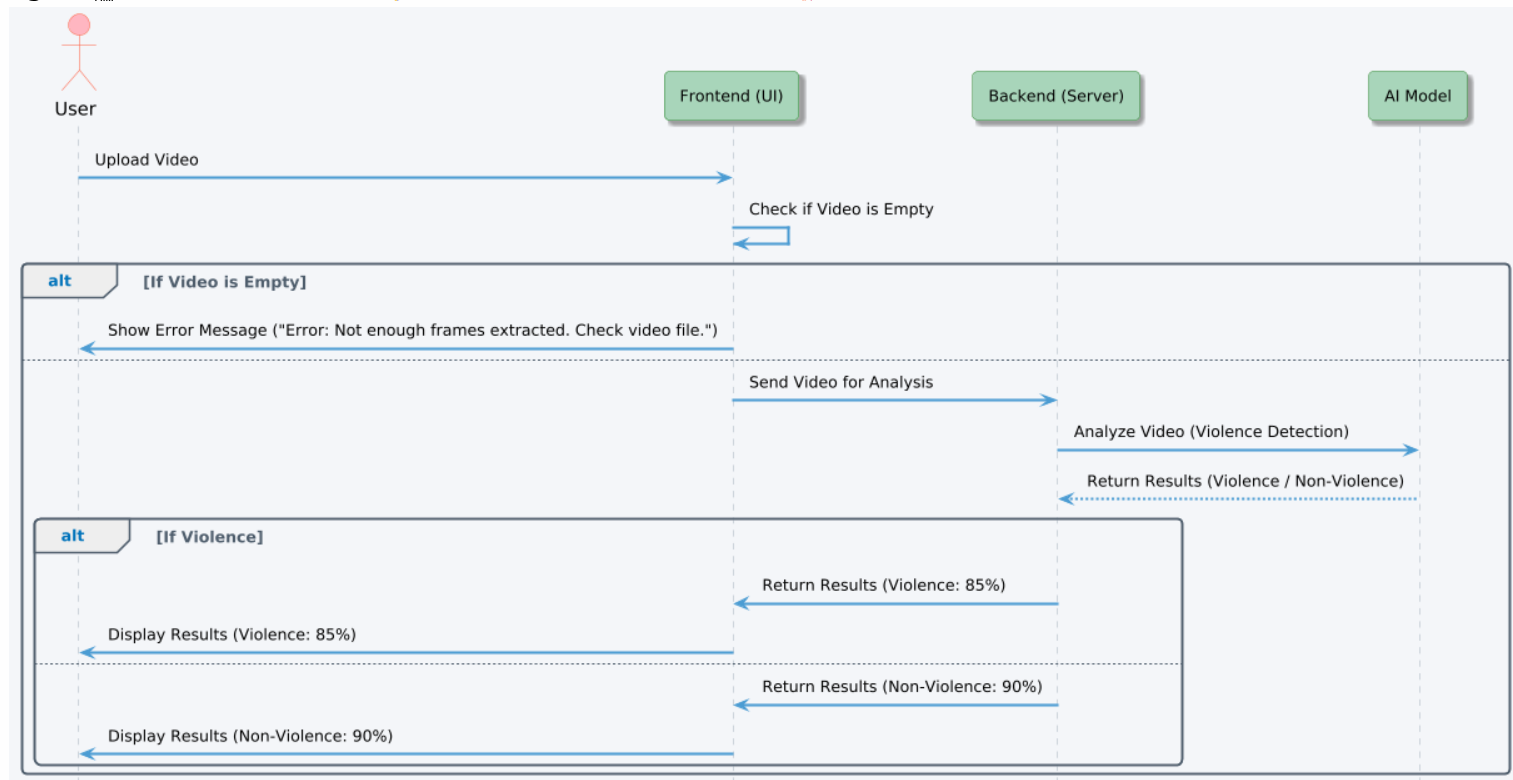 User
Frontend (UI)
Backend (Server)
AI Model
Upload Video
Check if Video is Empty
alt [If Video is Empty]
Show Error Message ("Error: Not enough frames extracted. Check video file.")
Send Video for Analysis
Analyze Video (Violence Detection)
Return Results (Violence / Non-Violence)
alt [If Violence]
Return Results (Violence: 85%)
Display Results (Violence: 85%)
Return Results (Non-Violence: 90%)
Display Results (Non-Violence: 90%)